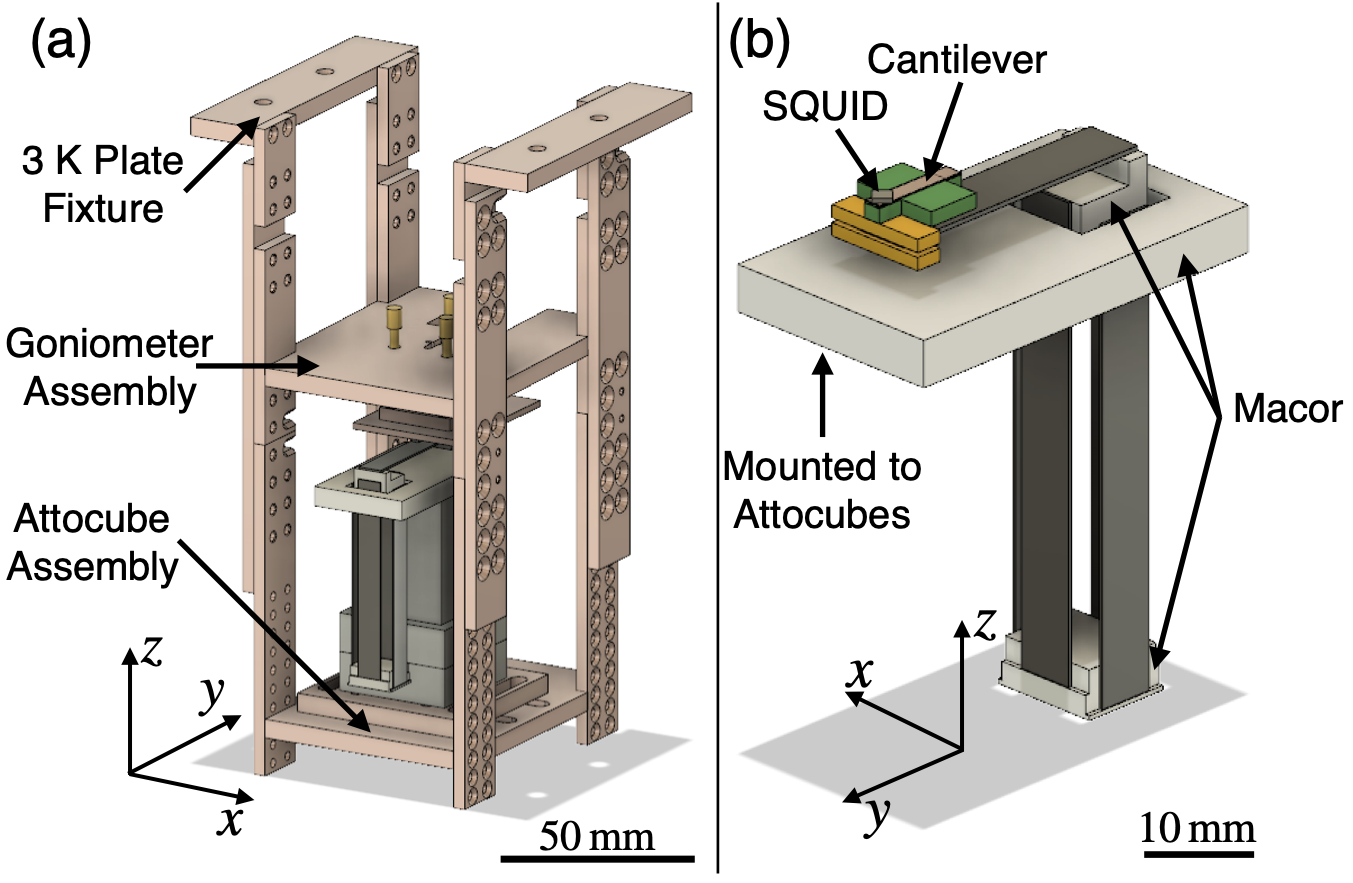 (a)
3 K Plate
Fixture
Goniometer
Assembly
Attocube
Assembly
z
y
x
50 mm
(b)
Cantilever
SQUID
Macor
Mounted to
Attocubes
z
x
y
10 mm